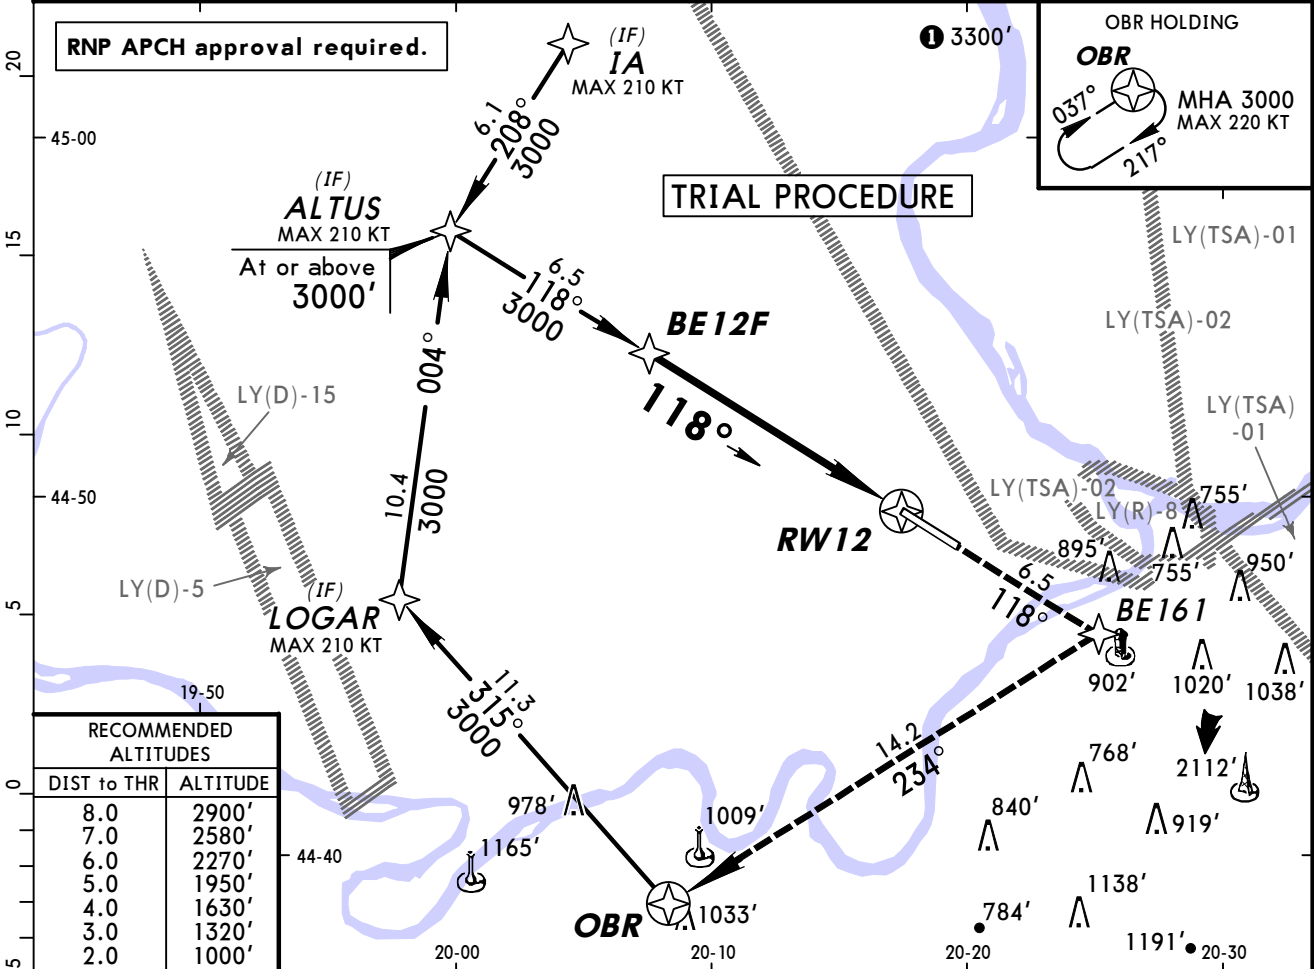 RNP APCH approval required.
(IF)
IA
MAX 210 KT
❶ 3300'
OBR HOLDING
OBR
037°
217°
MHA 3000
MAX 220 KT
20
45-00
6.1
208°
3000
TRIAL PROCEDURE
(IF)
ALTUS
MAX 210 KT
At or above
3000'
15
LY(TSA)-01
LY(TSA)-02
6.5
118°
3000
BE12F
118°
004°
10.4
3000
LY(D)-15
10
LY(TSA)
-01
44-50
LY(TSA)-02
LY(R)-8
755'
RW12
895'
755'
950'
LY(D)-5
6.5
118°
BE161
5
(IF)
LOGAR
MAX 210 KT
902'
1020'
1038'
19-50
11.3
315°
3000
14.2
234°
768'
2112'
RECOMMENDED
ALTITUDES
DIST to THR ALTITUDE
8.0 2900'
7.0 2580'
6.0 2270'
5.0 1950'
4.0 1630'
3.0 1320'
2.0 1000'
0
978'
1009'
840'
919'
44-40
1165'
1138'
OBR
1033'
784'
1191'
5
20-00
20-10
20-20
20-30